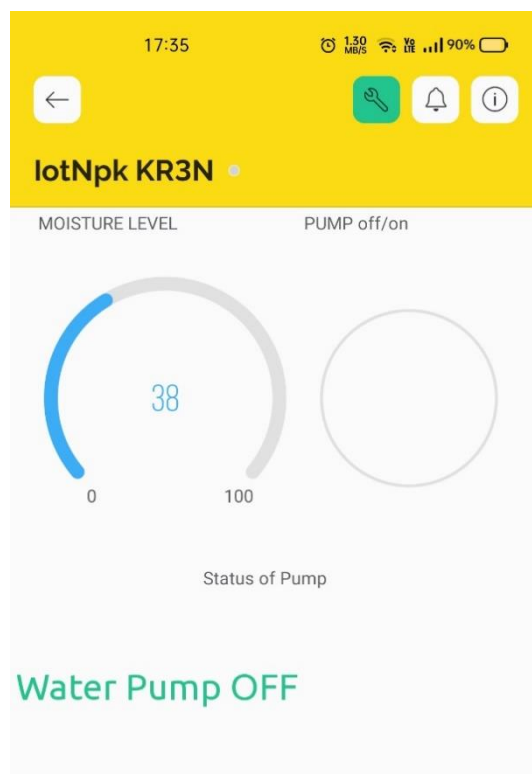 17:35 1.30 MB/S Vo LTE 90%
IotNpk KR3N
MOISTURE LEVEL PUMP off/on
38
0 100
Status of Pump
Water Pump OFF